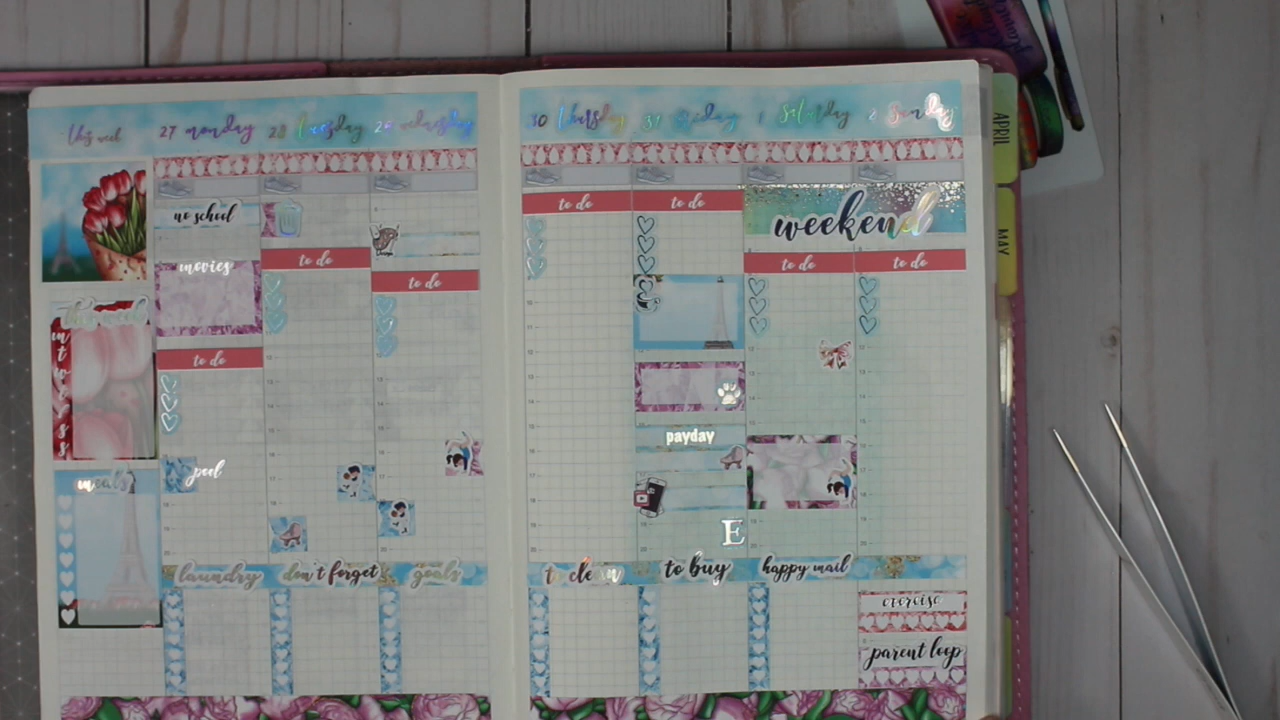 this week
27 monday
28 tuesday
29 wednesday
30 thursday
31 friday
1 Saturday
2 Sunday
APRIL
MAY
no school
movies
to do
to do
to do
to do
to do
weekend
to do
to do
this week
meals
pool
payday
E
laundry
don't forget
goals
to clean
to buy
happy mail
exercise
parent loop